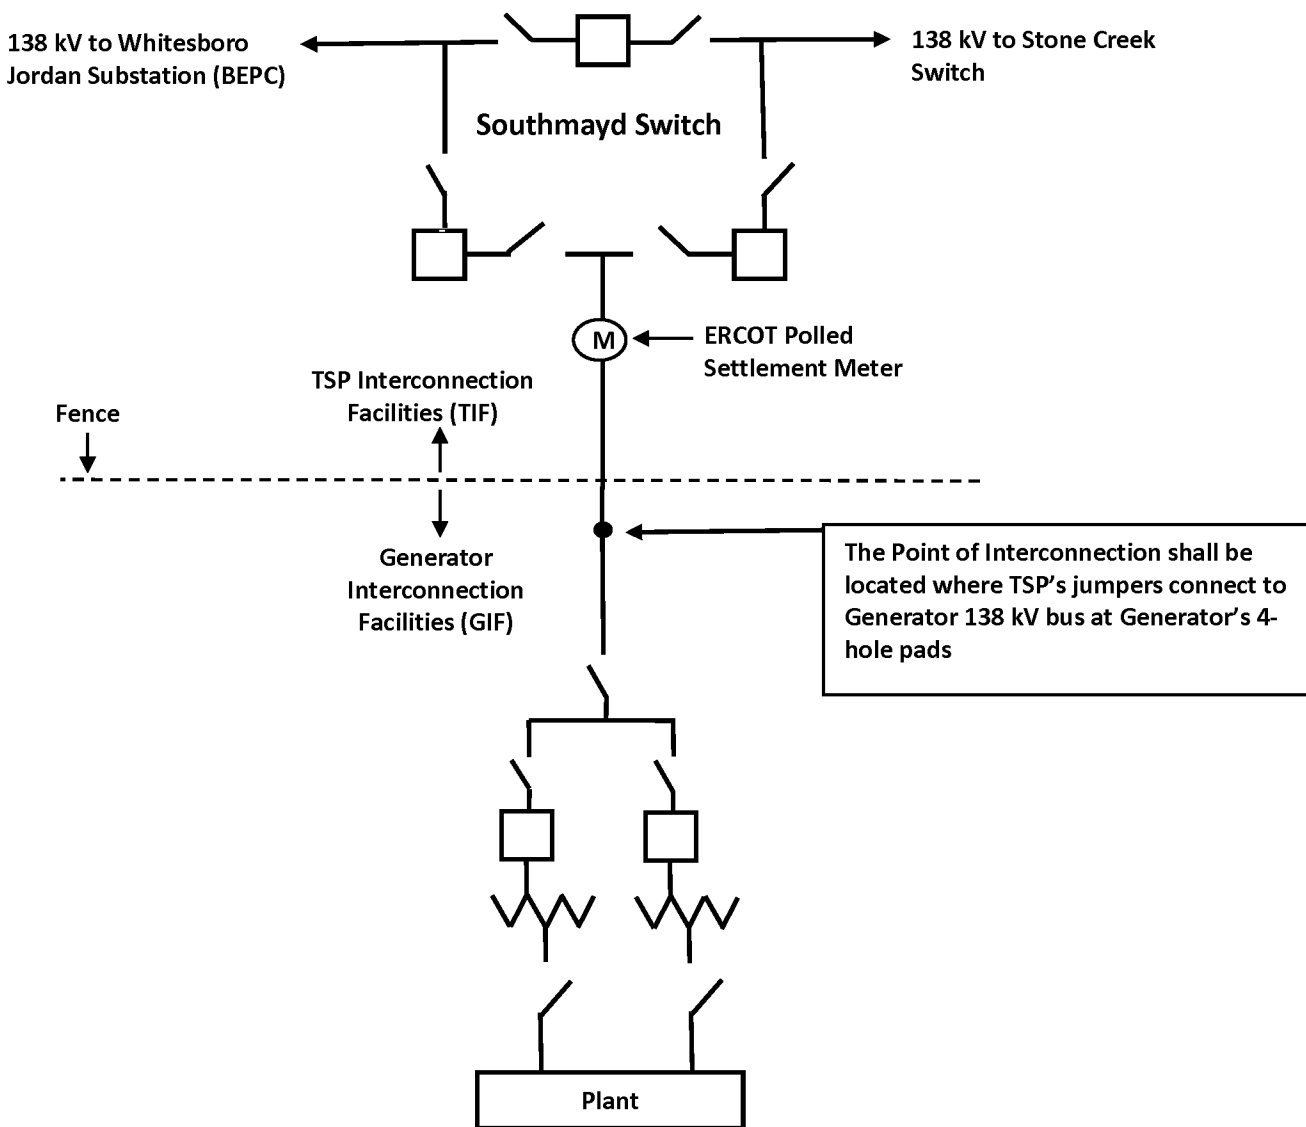 138 kV to Whitesboro
Jordan Substation (BEPC)
138 kV to Stone Creek
Switch
Southmayd Switch
M
ERCOT Polled
Settlement Meter
TSP Interconnection
Facilities (TIF)
Fence
Generator
Interconnection
Facilities (GIF)
The Point of Interconnection shall be
located where TSP's jumpers connect to
Generator 138 kV bus at Generator's 4-
hole pads
Plant